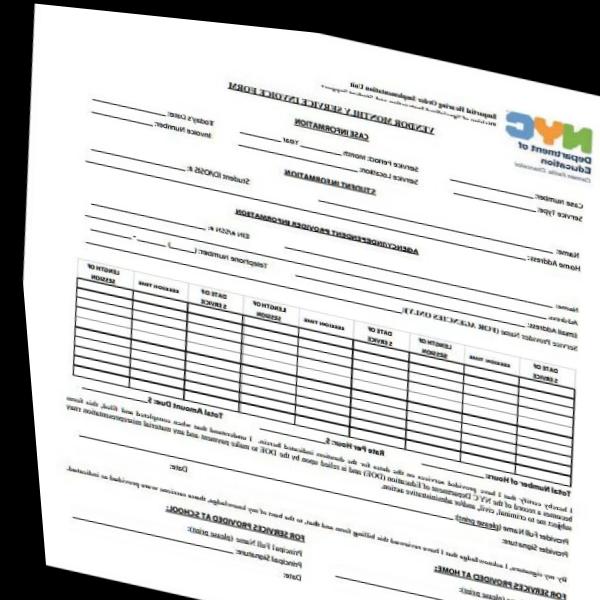 NYC
Department of
Education
Impartial Hearing Order Implementation Unit
VENDOR MONTHLY SERVICE INVOICE FORM
CASE INFORMATION
Case number: Service Period: Month Year Today's Date:
Service Type: Service Location: Invoice Number:
STUDENT INFORMATION
Name: Student ID/OSIS #:
Home Address:
AGENCY/INDEPENDENT PROVIDER INFORMATION
Name: EIN #/SSN #:
Address:
Email Address: Telephone number: ( ) -
Service Provider Name (FOR AGENCIES ONLY):
DATE OF SERVICE SESSION TIME LENGTH OF SESSION DATE OF SERVICE SESSION TIME LENGTH OF SESSION DATE OF SERVICE SESSION TIME LENGTH OF SESSION
Total Number of Hours: Rate Per Hour: $ Total Amount Due: $
I hereby certify that I have provided services on the dates for the duration indicated herein. I understand that when completed and filed, this form
becomes a record of the NYC Department of Education (DOE) and is relied upon by the DOE to make payment and any material misrepresentation may
subject me to criminal, civil, and/or administrative action.
Provider Full Name (please print):
Provider Signature: Date:
By my signature, I acknowledge that I have reviewed this billing form and that, to the best of my knowledge, these services were provided as indicated.
FOR SERVICES PROVIDED AT HOME: FOR SERVICES PROVIDED AT SCHOOL:
Principal Full Name (please print):
Principal Signature:
Date: